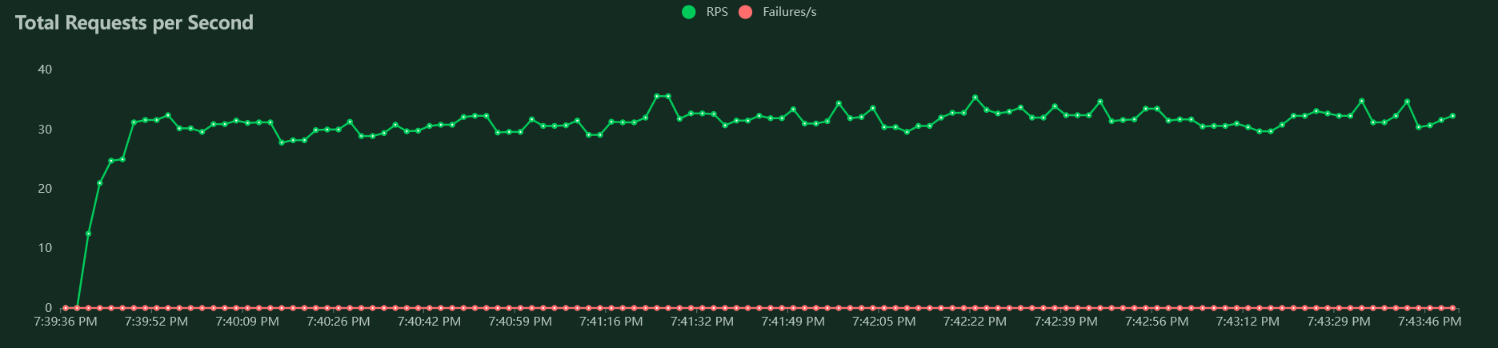 Total Requests per Second
RPS Failures/s
40
30
20
10
0
7:39:36 PM 7:39:52 PM 7:40:09 PM 7:40:26 PM 7:40:42 PM 7:40:59 PM 7:41:16 PM 7:41:32 PM 7:41:49 PM 7:42:05 PM 7:42:22 PM 7:42:39 PM 7:42:56 PM 7:43:12 PM 7:43:29 PM 7:43:46 PM